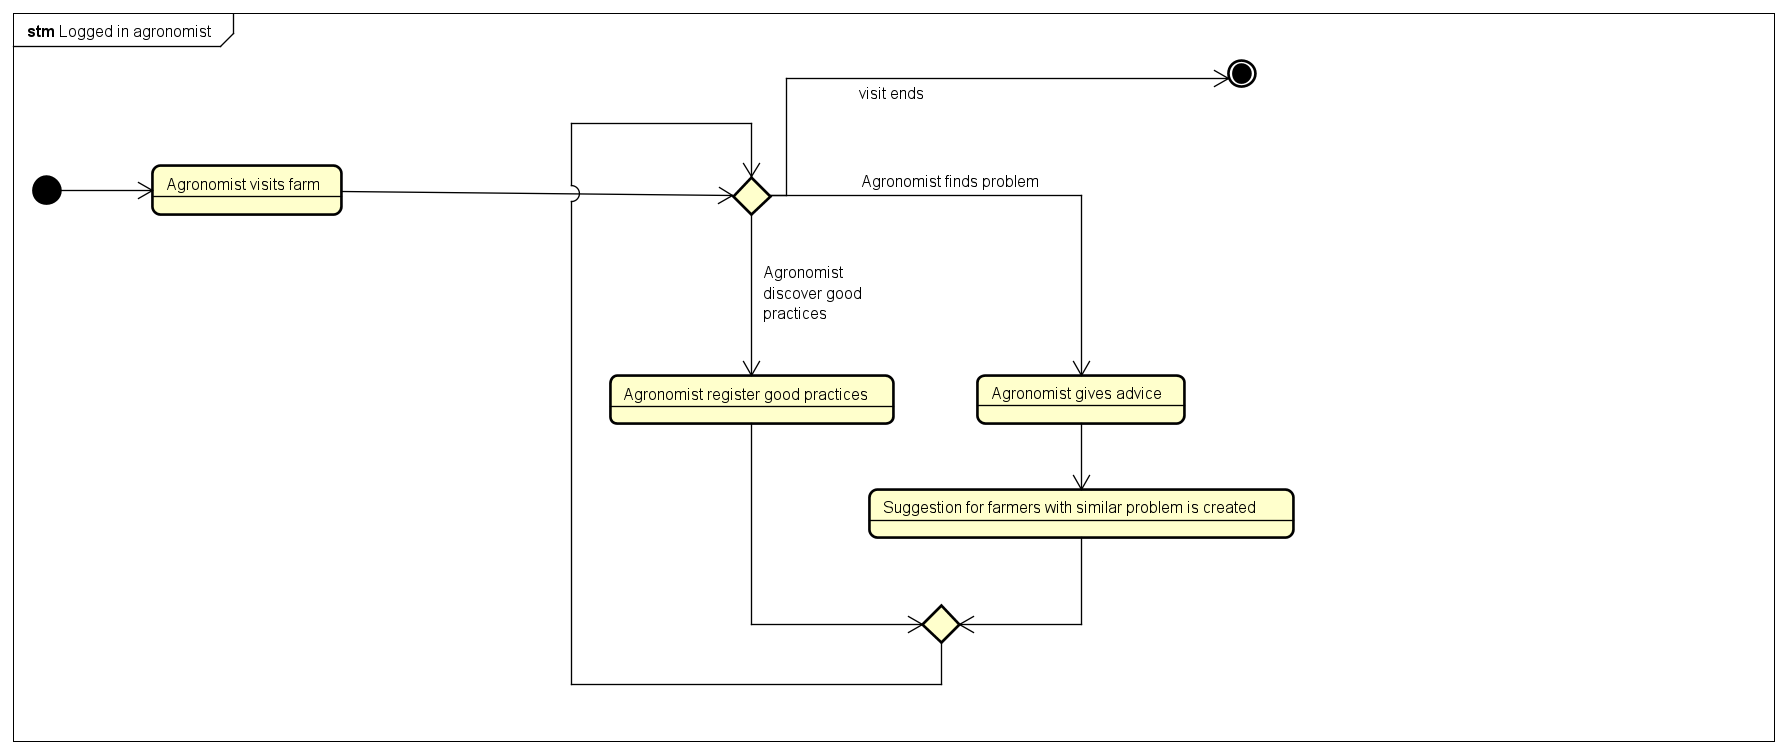 stm Logged in agronomist
visit ends
Agronomist visits farm
Agronomist finds problem
Agronomist
discover good
practices
Agronomist register good practices
Agronomist gives advice
Suggestion for farmers with similar problem is created